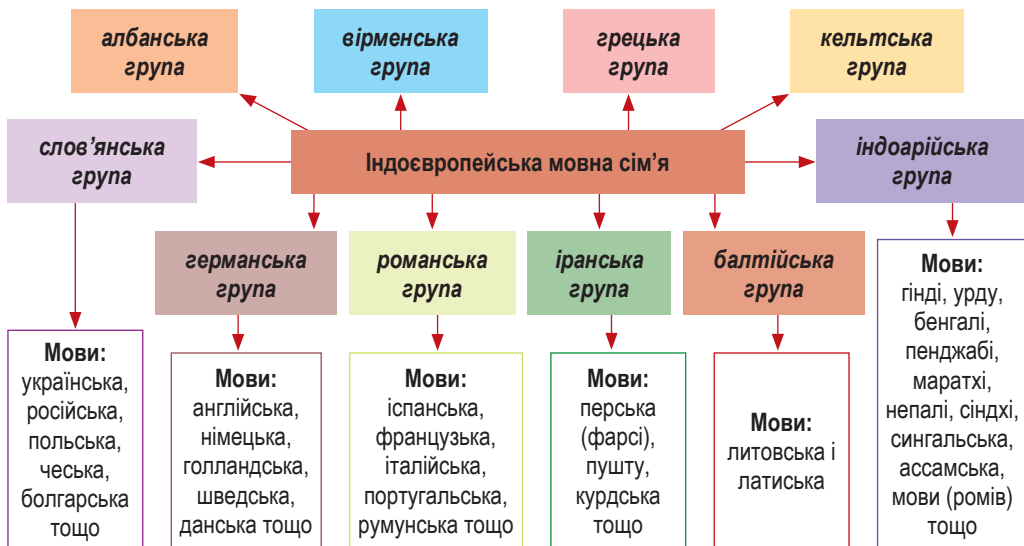 албанська
група
вірменська
група
грецька
група
кельтська
група
слов’янська
група
Індоєвропейська мовна сім’я
індоарійська
група
германська
група
романська
група
іранська
група
балтійська
група
Мови:
українська,
російська,
польська,
чеська,
болгарська
тощо
Мови:
англійська,
німецька,
голландська,
шведська,
данська тощо
Мови:
іспанська,
французька,
італійська,
португальська,
румунська тощо
Мови:
перська
(фарсі),
пушту,
курдська
тощо
Мови:
литовська і
латиська
Мови:
гінді, урду,
бенгалі,
пенджабі,
маратхі,
непалі, сіндхі,
сингальська,
ассамська,
мови (ромів)
тощо